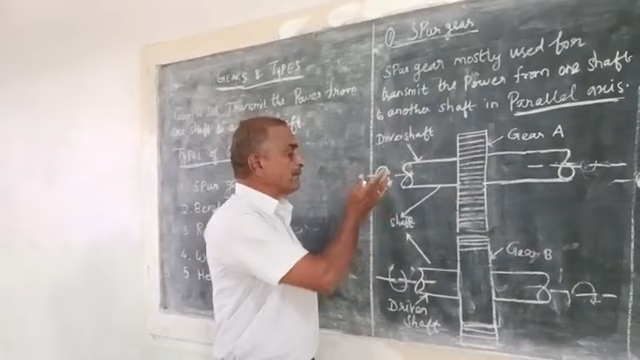 GEARS & TYPES
Transmit the Power from
one shaft
Types
1. SPur
2.
3.
4.
5. He
① SPur gear
SPur gear mostly used for
transmit the Power from one shaft
to another shaft in Parallel axis.
Driver shaft
Gear A
shaft
Gear B
Driven
Shaft